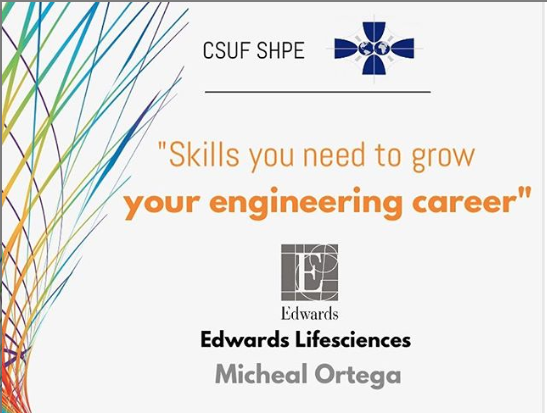 CSUF SHPE
"Skills you need to grow
your engineering career"
E
Edwards
Edwards Lifesciences
Micheal Ortega